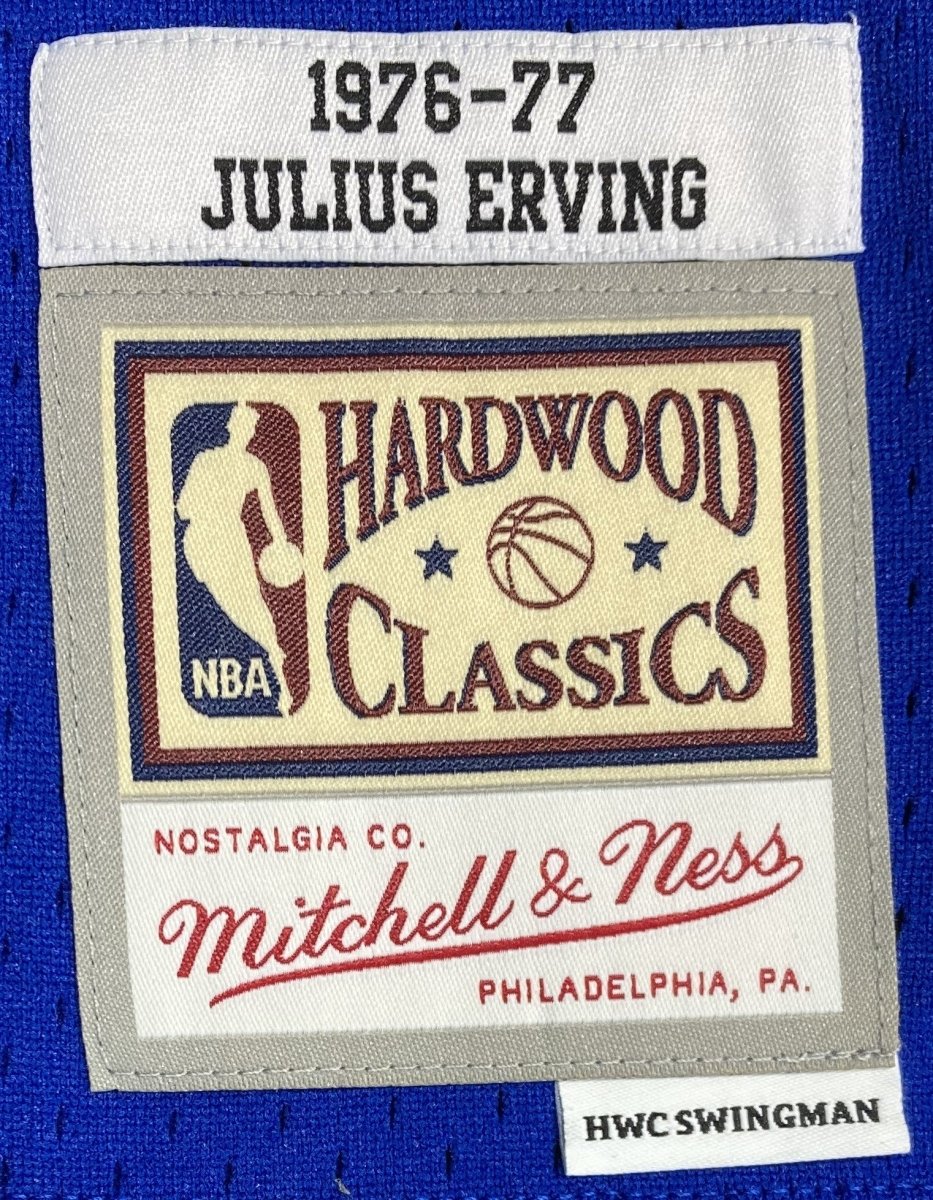 1976-77
JULIUS ERVING
HARDWOOD
CLASSICS
NBA
NOSTALGIA CO.
Mitchell & Ness
PHILADELPHIA, PA.
HWC SWINGMAN